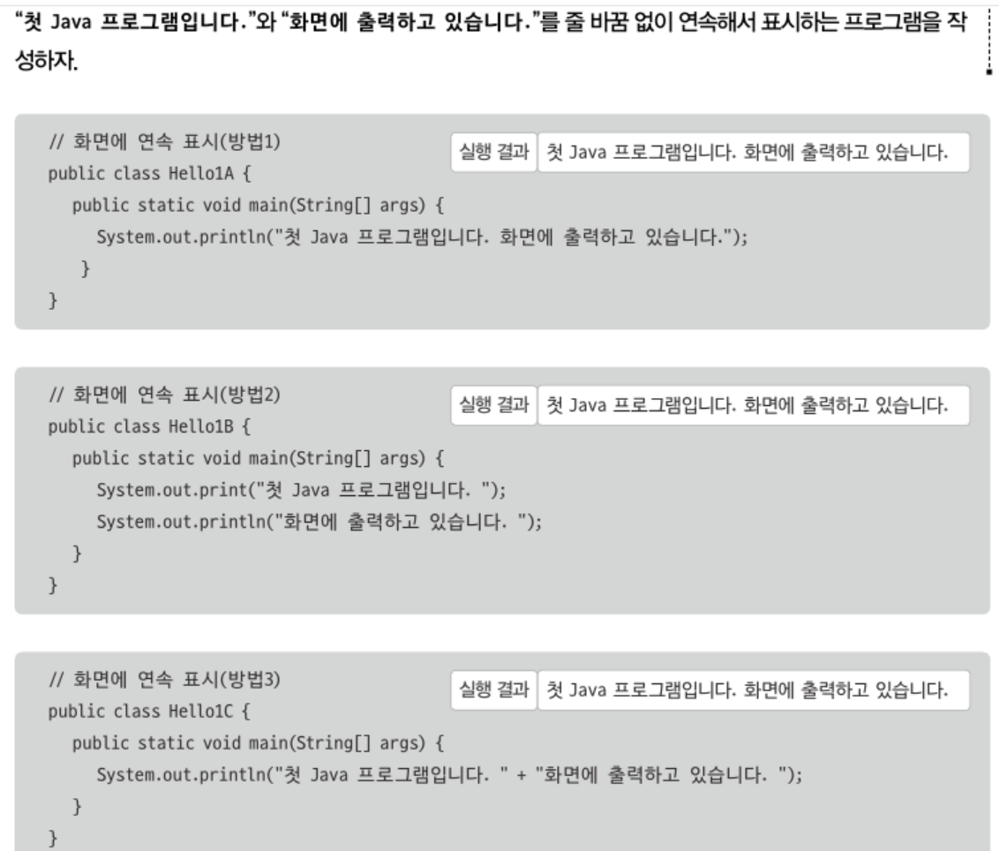 “첫 Java 프로그램입니다.”와 “화면에 출력하고 있습니다.”를 줄 바꿈 없이 연속해서 표시하는 프로그램을 작
성하자.
// 화면에 연속 표시(방법1)
실행 결과 첫 Java 프로그램입니다. 화면에 출력하고 있습니다.
public class Hello1A {
public static void main(String[] args) {
System.out.println("첫 Java 프로그램입니다. 화면에 출력하고 있습니다.");
}
}
// 화면에 연속 표시(방법2)
실행 결과 첫 Java 프로그램입니다. 화면에 출력하고 있습니다.
public class Hello1B {
public static void main(String[] args) {
System.out.print("첫 Java 프로그램입니다. ");
System.out.println("화면에 출력하고 있습니다. ");
}
}
// 화면에 연속 표시(방법3)
실행 결과 첫 Java 프로그램입니다. 화면에 출력하고 있습니다.
public class Hello1C {
public static void main(String[] args) {
System.out.println("첫 Java 프로그램입니다. " + "화면에 출력하고 있습니다. ");
}
}